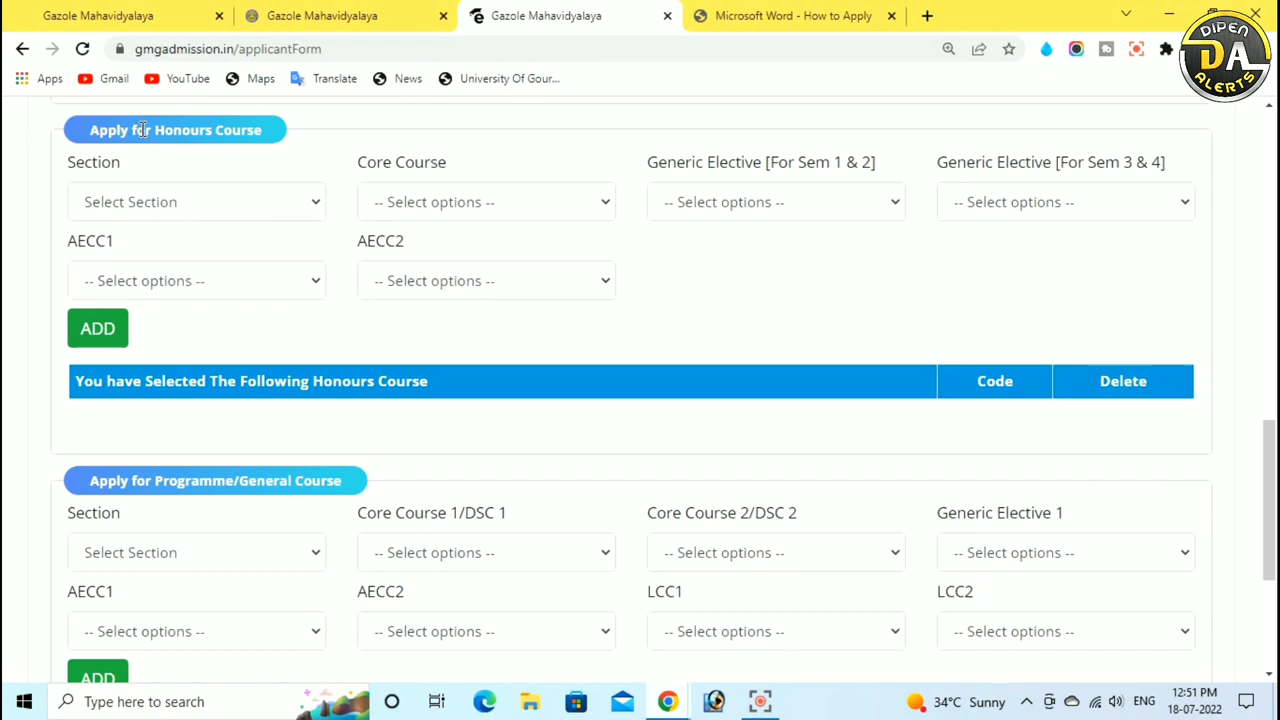 Gazole Mahavidyalaya
Gazole Mahavidyalaya
Gazole Mahavidyalaya
Microsoft Word - How to Apply
gmgadmission.in/applicantForm
DIPEN
DA
ALERTS
Apps
Gmail
YouTube
Maps
Translate
News
University Of Gour...
Apply for Honours Course
Section
Core Course
Generic Elective [For Sem 1 & 2]
Generic Elective [For Sem 3 & 4]
Select Section
-- Select options --
-- Select options --
-- Select options --
AECC1
AECC2
-- Select options --
-- Select options --
ADD
You have Selected The Following Honours Course
Code
Delete
Apply for Programme/General Course
Section
Core Course 1/DSC 1
Core Course 2/DSC 2
Generic Elective 1
Select Section
-- Select options --
-- Select options --
-- Select options --
AECC1
AECC2
LCC1
LCC2
-- Select options --
-- Select options --
-- Select options --
-- Select options --
ADD
Type here to search
34°C Sunny
ENG
12:51 PM
18-07-2022